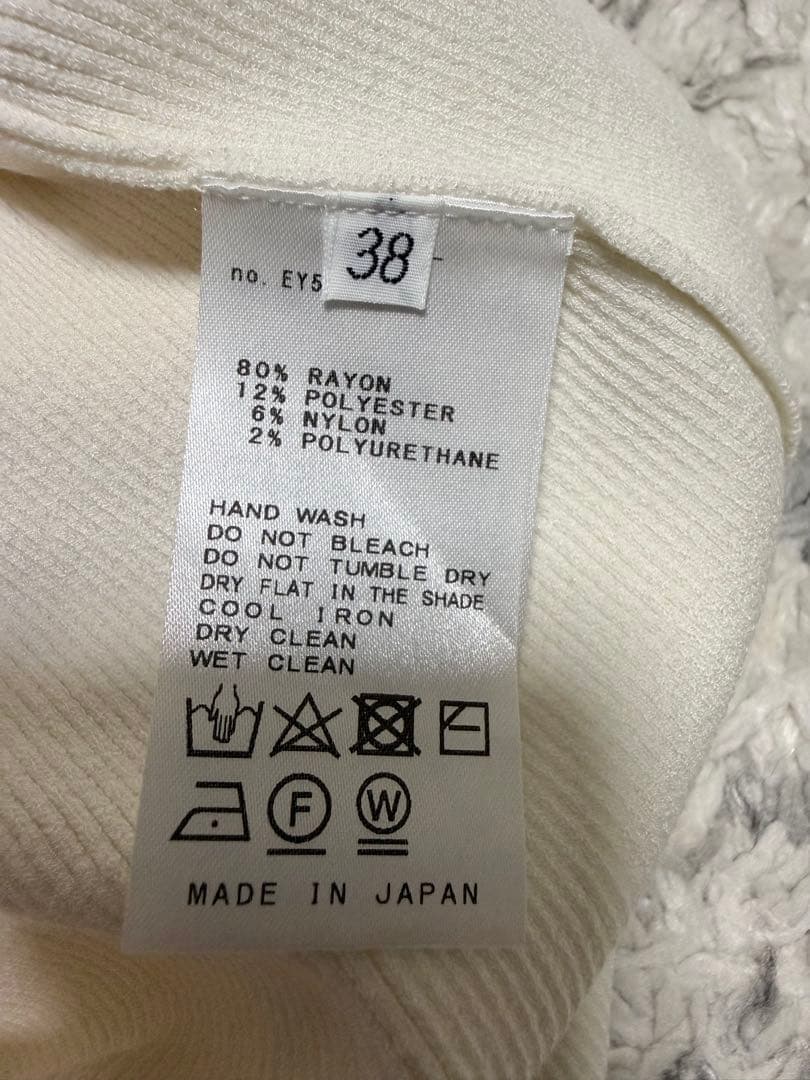 38
no. EY5
80% RAYON
12% POLYESTER
6% NYLON
2% POLYURETHANE
HAND WASH
DO NOT BLEACH
DO NOT TUMBLE DRY
DRY FLAT IN THE SHADE
COOL IRON
DRY CLEAN
WET CLEAN
F W
MADE IN JAPAN